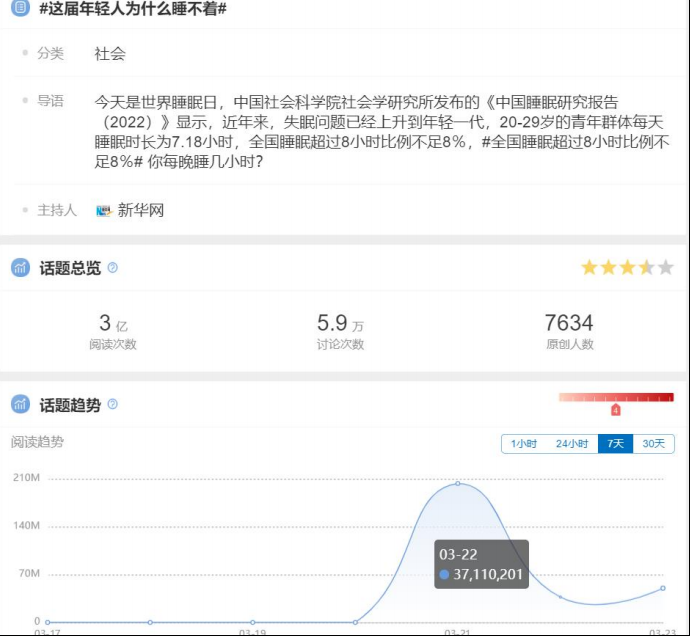 #这届年轻人为什么睡不着#
分类 社会
导语 今天是世界睡眠日，中国社会科学院社会学研究所发布的《中国睡眠研究报告
（2022）》显示，近年来，失眠问题已经上升到年轻一代，20-29岁的青年群体每天
睡眠时长为7.18小时，全国睡眠超过8小时比例不足8%，#全国睡眠超过8小时比例不
足8%# 你每晚睡几小时？
主持人 新华网
话题总览
3 亿 5.9 万 7634
阅读次数 讨论次数 原创人数
话题趋势
4
阅读趋势 1小时 24小时 7天 30天
210M
140M
03-22
37,110,201
70M
0
03-17 03-19 03-21 03-23